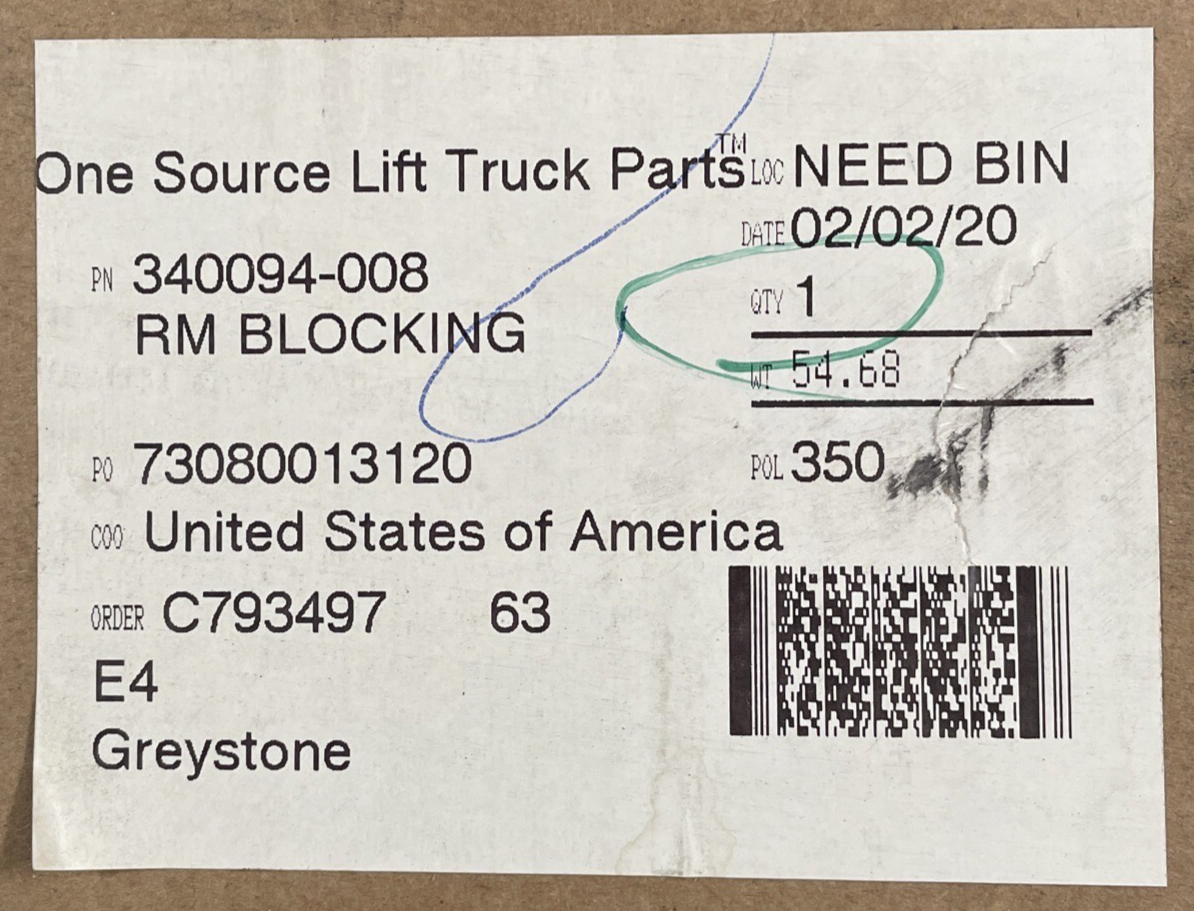 One Source Lift Truck Parts™ LOC NEED BIN
DATE 02/02/20
PN 340094-008
QTY 1
RM BLOCKING
WT 54.68
PO 73080013120
POL 350
COO United States of America
ORDER C793497 63
E4
Greystone